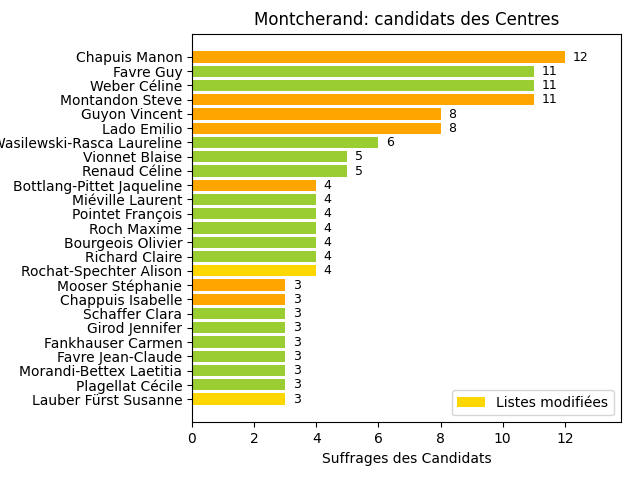 Montcherand: candidats des Centres
Chapuis Manon 12
Favre Guy 11
Weber Céline 11
Montandon Steve 11
Guyon Vincent 8
Lado Emilio 8
Wasilewski-Rasca Laureline 6
Vionnet Blaise 5
Renaud Céline 5
Bottlang-Pittet Jaqueline 4
Miéville Laurent 4
Pointet François 4
Roch Maxime 4
Bourgeois Olivier 4
Richard Claire 4
Rochat-Spechter Alison 4
Mooser Stéphanie 3
Chappuis Isabelle 3
Schaffer Clara 3
Girod Jennifer 3
Fankhauser Carmen 3
Favre Jean-Claude 3
Morandi-Bettex Laetitia 3
Plagellat Cécile 3
Lauber Fürst Susanne 3
Listes modifiées
0 2 4 6 8 10 12
Suffrages des Candidats